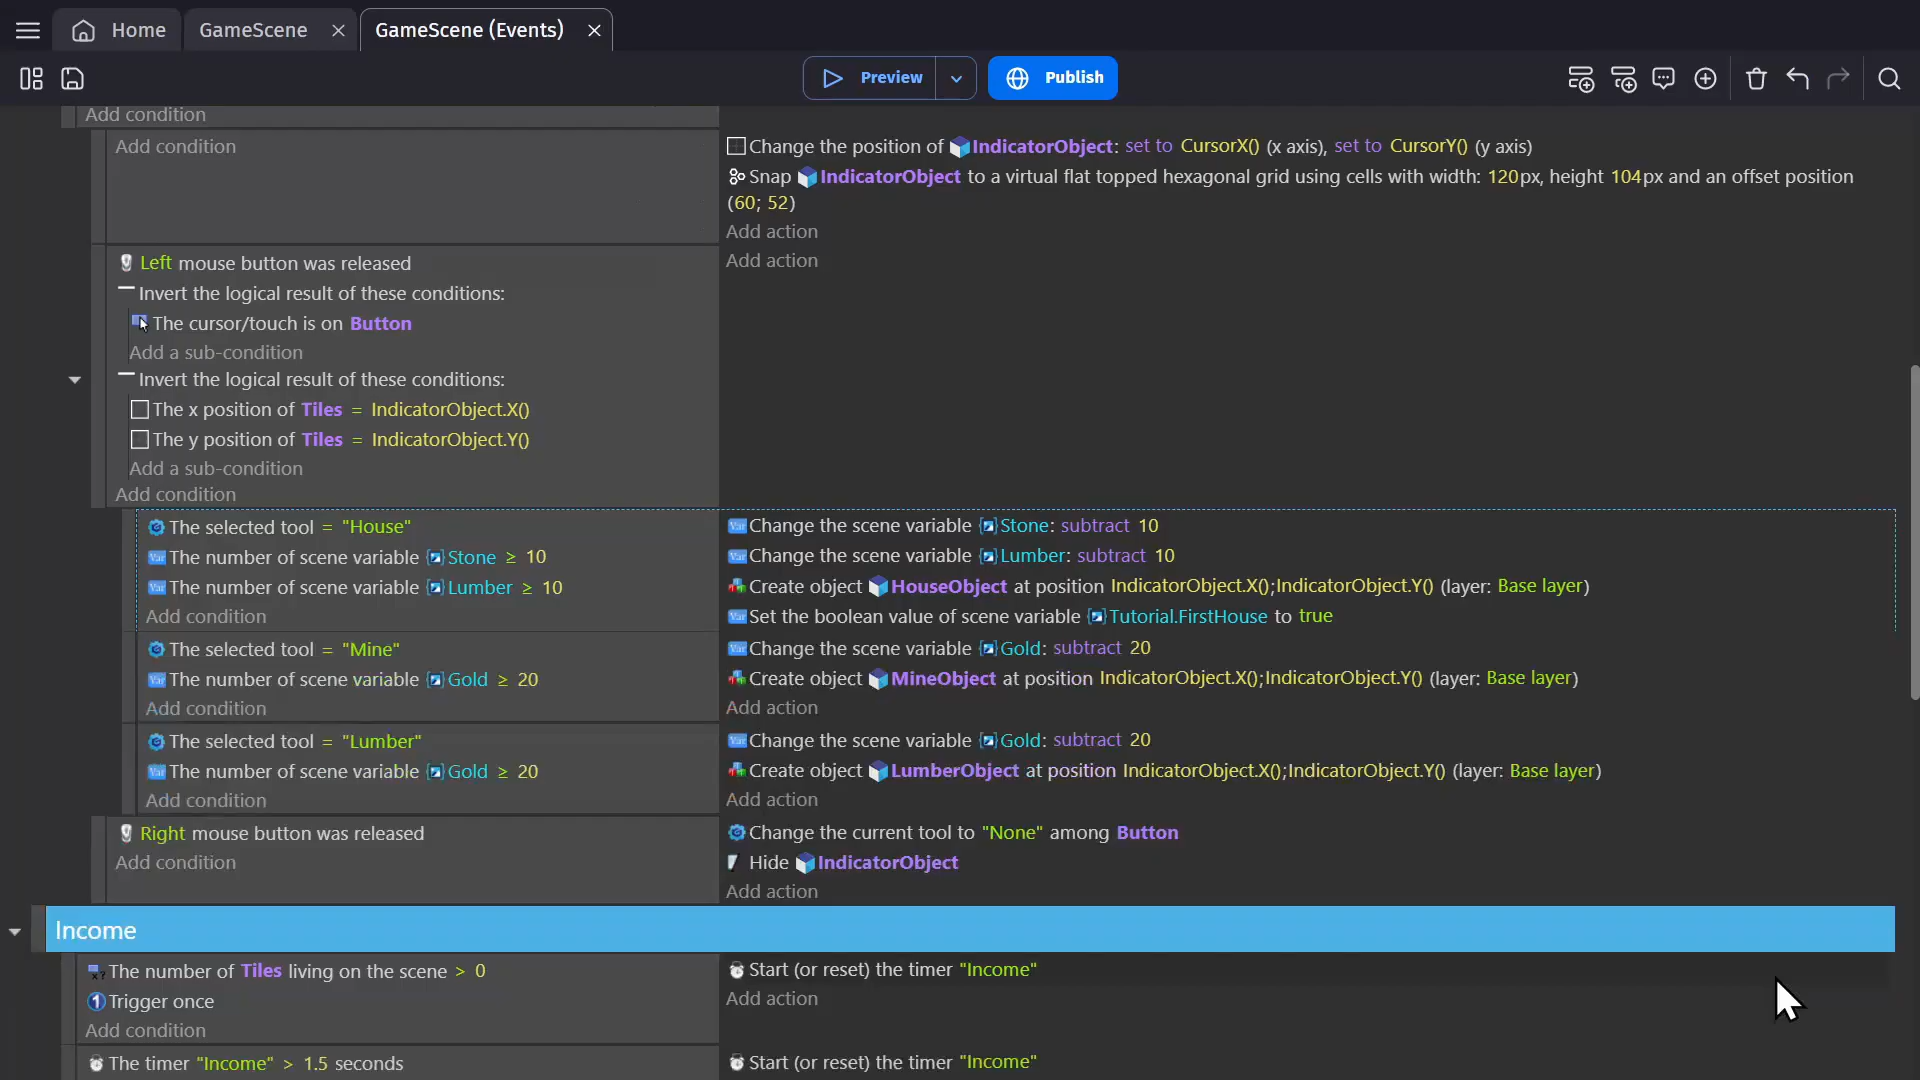 Home
GameScene
GameScene (Events)
Preview
Publish
Add condition
Add condition
Change the position of IndicatorObject: set to CursorX() (x axis), set to CursorY() (y axis)
Snap IndicatorObject to a virtual flat topped hexagonal grid using cells with width: 120px, height 104px and an offset position
(60; 52)
Add action
Left mouse button was released
Add action
Invert the logical result of these conditions:
The cursor/touch is on Button
Add a sub-condition
Invert the logical result of these conditions:
The x position of Tiles = IndicatorObject.X()
The y position of Tiles = IndicatorObject.Y()
Add a sub-condition
Add condition
The selected tool = "House"
The number of scene variable Stone ≥ 10
The number of scene variable Lumber ≥ 10
Add condition
Change the scene variable Stone: subtract 10
Change the scene variable Lumber: subtract 10
Create object HouseObject at position IndicatorObject.X();IndicatorObject.Y() (layer: Base layer)
Set the boolean value of scene variable Tutorial.FirstHouse to true
The selected tool = "Mine"
The number of scene variable Gold ≥ 20
Add condition
Change the scene variable Gold: subtract 20
Create object MineObject at position IndicatorObject.X();IndicatorObject.Y() (layer: Base layer)
Add action
The selected tool = "Lumber"
The number of scene variable Gold ≥ 20
Add condition
Change the scene variable Gold: subtract 20
Create object LumberObject at position IndicatorObject.X();IndicatorObject.Y() (layer: Base layer)
Add action
Right mouse button was released
Add condition
Change the current tool to "None" among Button
Hide IndicatorObject
Add action
Income
The number of Tiles living on the scene > 0
Trigger once
Add condition
Start (or reset) the timer "Income"
Add action
The timer "Income" > 1.5 seconds
Start (or reset) the timer "Income"